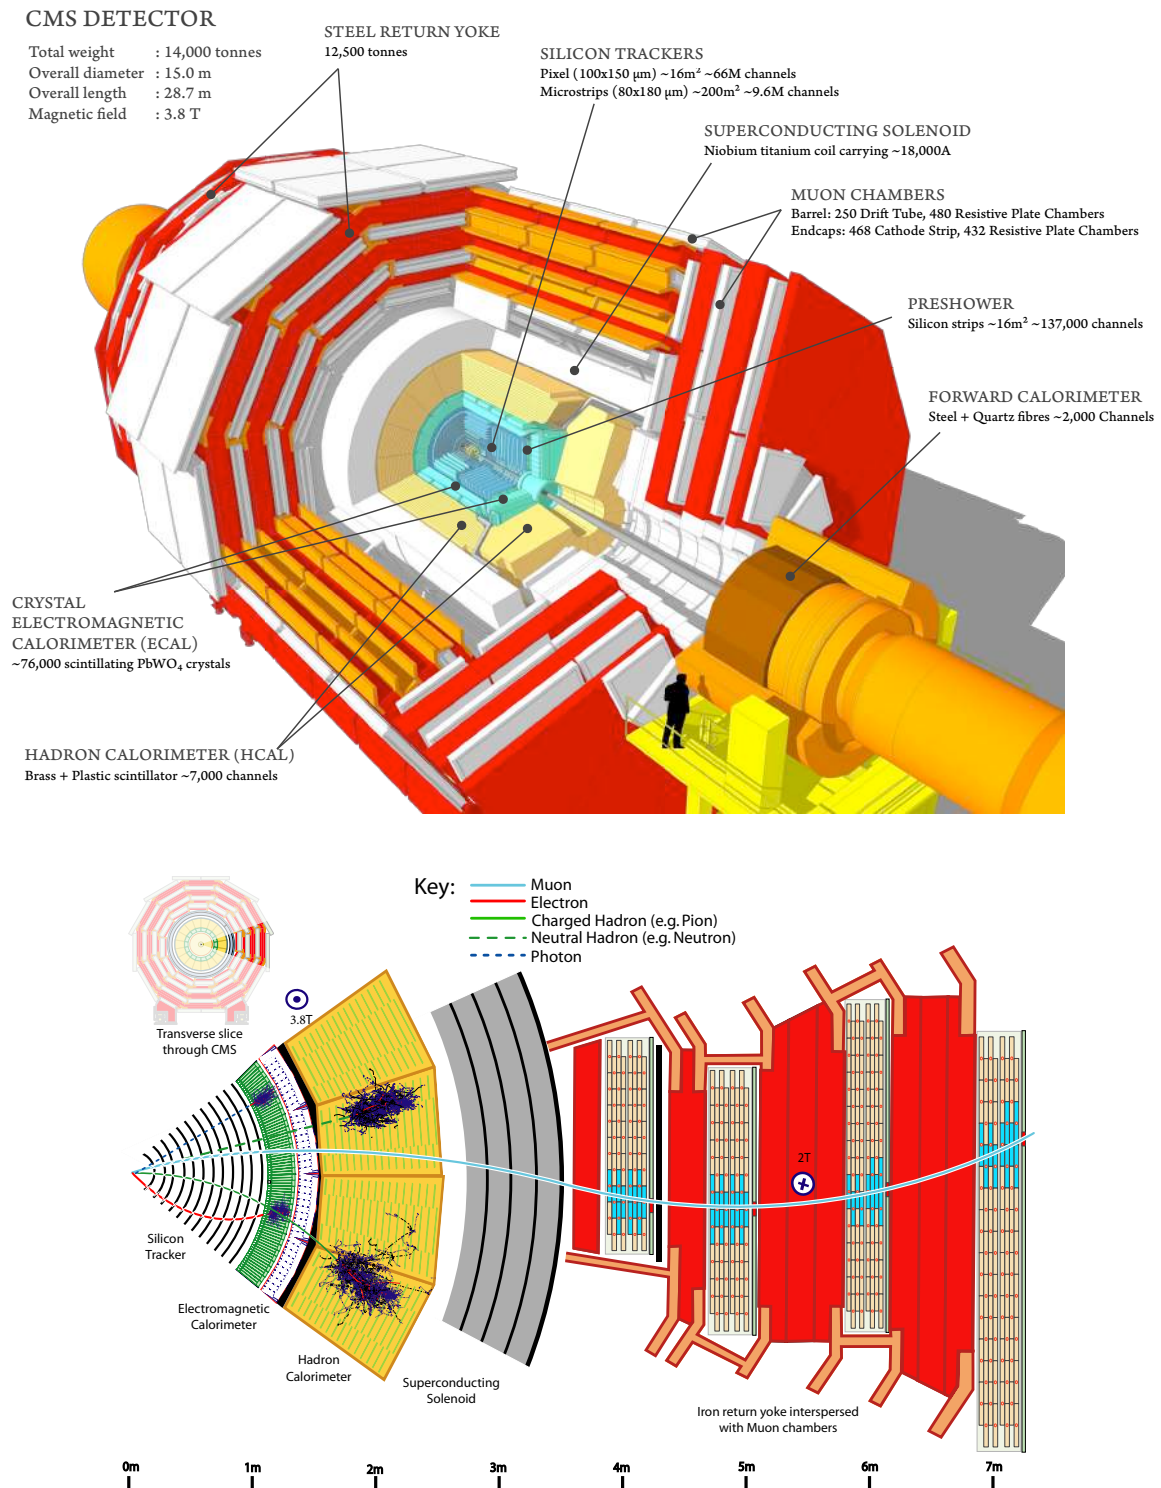 CMS DETECTOR
Total weight : 14,000 tonnes
Overall diameter : 15.0 m
Overall length : 28.7 m
Magnetic field : 3.8 T
STEEL RETURN YOKE
12,500 tonnes
SILICON TRACKERS
Pixel (100x150 μm) ~16m² ~66M channels
Microstrips (80x180 μm) ~200m² ~9.6M channels
SUPERCONDUCTING SOLENOID
Niobium titanium coil carrying ~18,000A
MUON CHAMBERS
Barrel: 250 Drift Tube, 480 Resistive Plate Chambers
Endcaps: 468 Cathode Strip, 432 Resistive Plate Chambers
PRESHOWER
Silicon strips ~16m² ~137,000 channels
FORWARD CALORIMETER
Steel + Quartz fibres ~2,000 Channels
CRYSTAL
ELECTROMAGNETIC
CALORIMETER (ECAL)
~76,000 scintillating PbWO₄ crystals
HADRON CALORIMETER (HCAL)
Brass + Plastic scintillator ~7,000 channels
Key:
Muon
Electron
Charged Hadron (e.g. Pion)
Neutral Hadron (e.g. Neutron)
Photon
Transverse slice
through CMS
3.8T
2T
Silicon
Tracker
Electromagnetic
Calorimeter
Hadron
Calorimeter
Superconducting
Solenoid
Iron return yoke interspersed
with Muon chambers
0m 1m 2m 3m 4m 5m 6m 7m